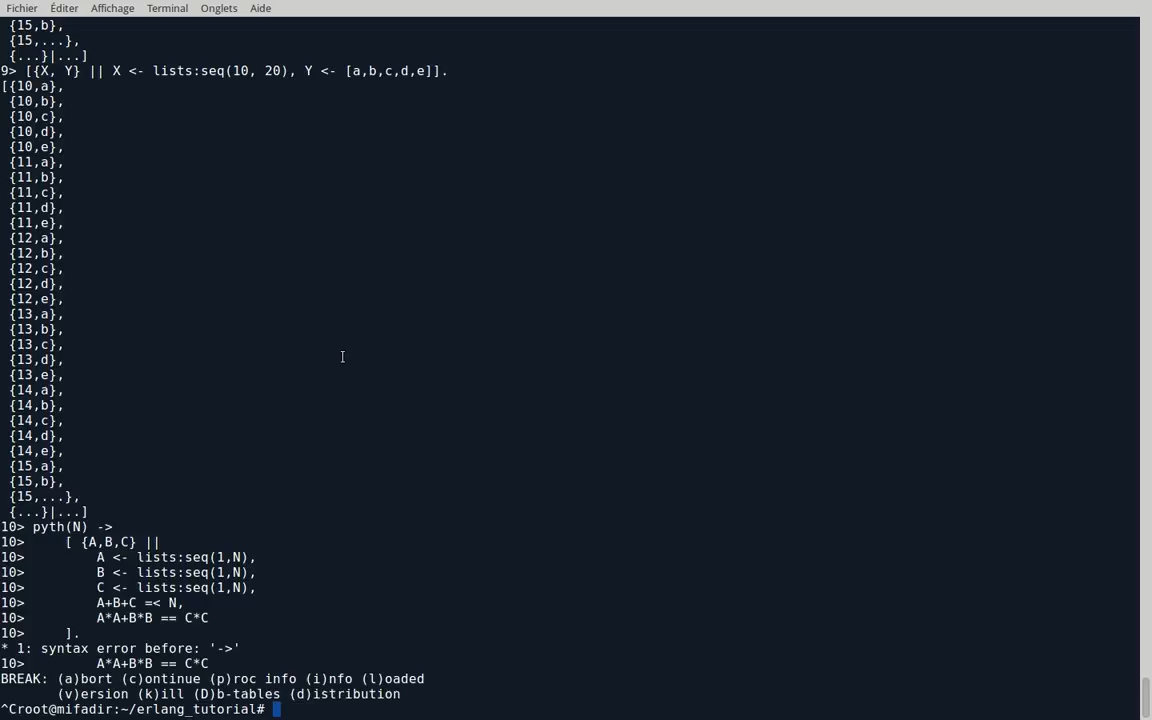 Fichier Éditer Affichage Terminal Onglets Aide
 {15,b},
 {15,...},
 {...}|...]
9> [{X, Y} || X <- lists:seq(10, 20), Y <- [a,b,c,d,e]].
[{10,a},
 {10,b},
 {10,c},
 {10,d},
 {10,e},
 {11,a},
 {11,b},
 {11,c},
 {11,d},
 {11,e},
 {12,a},
 {12,b},
 {12,c},
 {12,d},
 {12,e},
 {13,a},
 {13,b},
 {13,c},
 {13,d},
 {13,e},
 {14,a},
 {14,b},
 {14,c},
 {14,d},
 {14,e},
 {15,a},
 {15,b},
 {15,...},
 {...}|...]
10> pyth(N) ->
10>     [ {A,B,C} ||
10>         A <- lists:seq(1,N),
10>         B <- lists:seq(1,N),
10>         C <- lists:seq(1,N),
10>         A+B+C =< N,
10>         A*A+B*B == C*C
10>     ].
* 1: syntax error before: '->'
10>         A*A+B*B == C*C
BREAK: (a)bort (c)ontinue (p)roc info (i)nfo (l)oaded
       (v)ersion (k)ill (D)b-tables (d)istribution
^Croot@mifadir:~/erlang_tutorial#